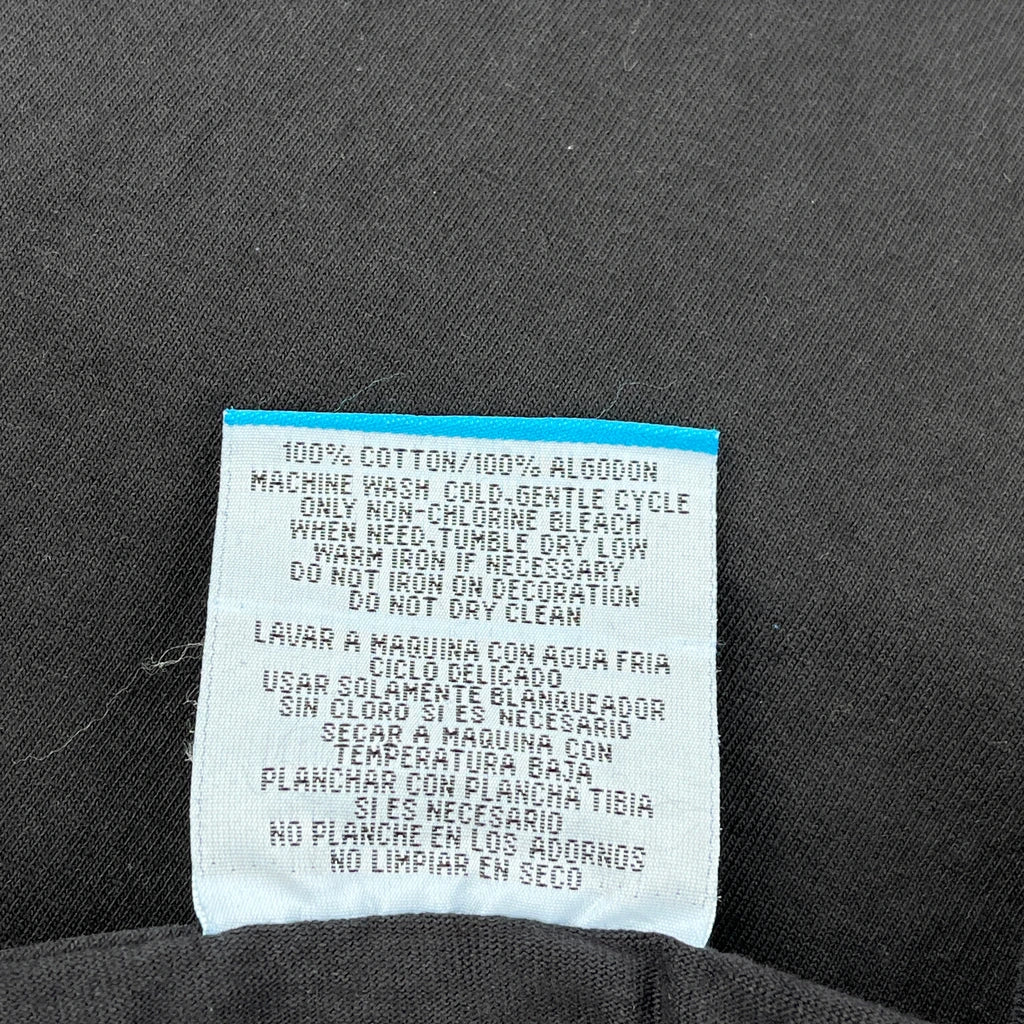 100% COTTON/100% ALGODON
MACHINE WASH COLD,GENTLE CYCLE
ONLY NON-CHLORINE BLEACH
WHEN NEED,TUMBLE DRY LOW
WARM IRON IF NECESSARY
DO NOT IRON ON DECORATION
DO NOT DRY CLEAN
LAVAR A MAQUINA CON AGUA FRIA
CICLO DELICADO
USAR SOLAMENTE BLANQUEADOR
SIN CLORO SI ES NECESARIO
SECAR A MAQUINA CON
TEMPERATURA BAJA
PLANCHAR CON PLANCHA TIBIA
SI ES NECESARIO
NO PLANCHE EN LOS ADORNOS
NO LIMPIAR EN SECO